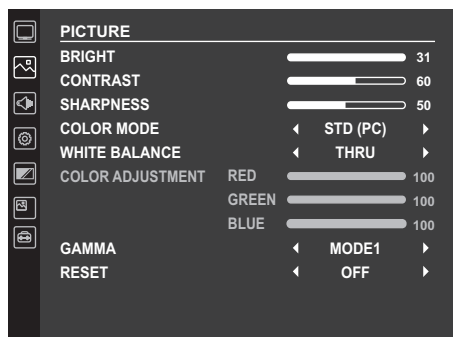 PICTURE
BRIGHT 31
CONTRAST 60
SHARPNESS 50
COLOR MODE STD (PC)
WHITE BALANCE THRU
COLOR ADJUSTMENT RED 100
GREEN 100
BLUE 100
GAMMA MODE1
RESET OFF